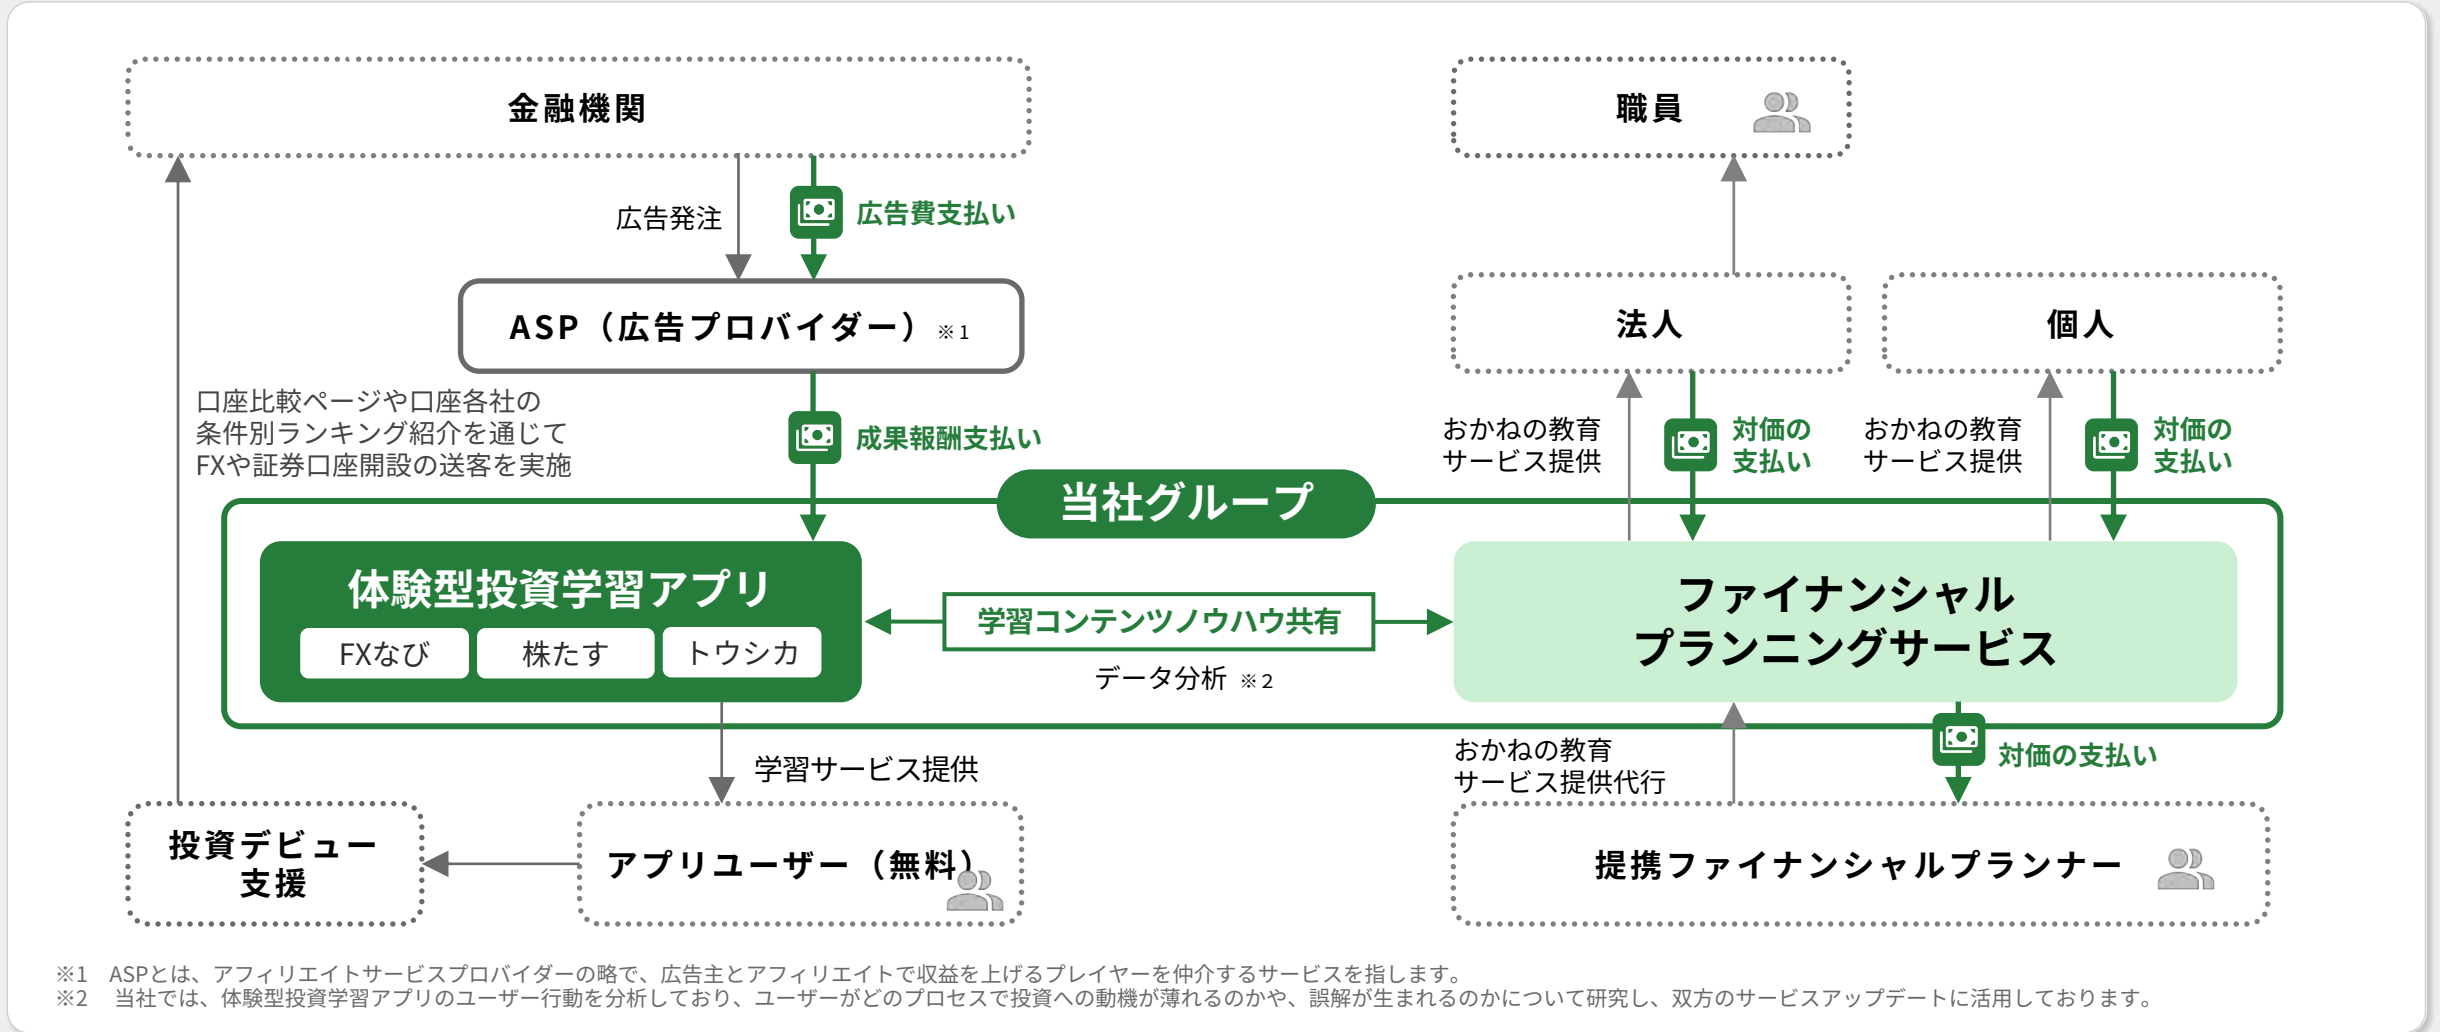 金融機関
職員
広告発注
広告費支払い
ASP（広告プロバイダー）※1
法人
個人
口座比較ページや口座各社の
条件別ランキング紹介を通じて
FXや証券口座開設の送客を実施
成果報酬支払い
おかねの教育
サービス提供
対価の
支払い
おかねの教育
サービス提供
対価の
支払い
当社グループ
体験型投資学習アプリ
FXなび
株たす
トウシカ
学習コンテンツノウハウ共有
データ分析 ※2
ファイナンシャル
プランニングサービス
学習サービス提供
おかねの教育
サービス提供代行
対価の支払い
投資デビュー
支援
アプリユーザー（無料）
提携ファイナンシャルプランナー
※1 ASPとは、アフィリエイトサービスプロバイダーの略で、広告主とアフィリエイトで収益を上げるプレイヤーを仲介するサービスを指します。
※2 当社では、体験型投資学習アプリのユーザー行動を分析しており、ユーザーがどのプロセスで投資への動機が薄れるのかや、誤解が生まれるのかについて研究し、双方のサービスアップデートに活用しております。